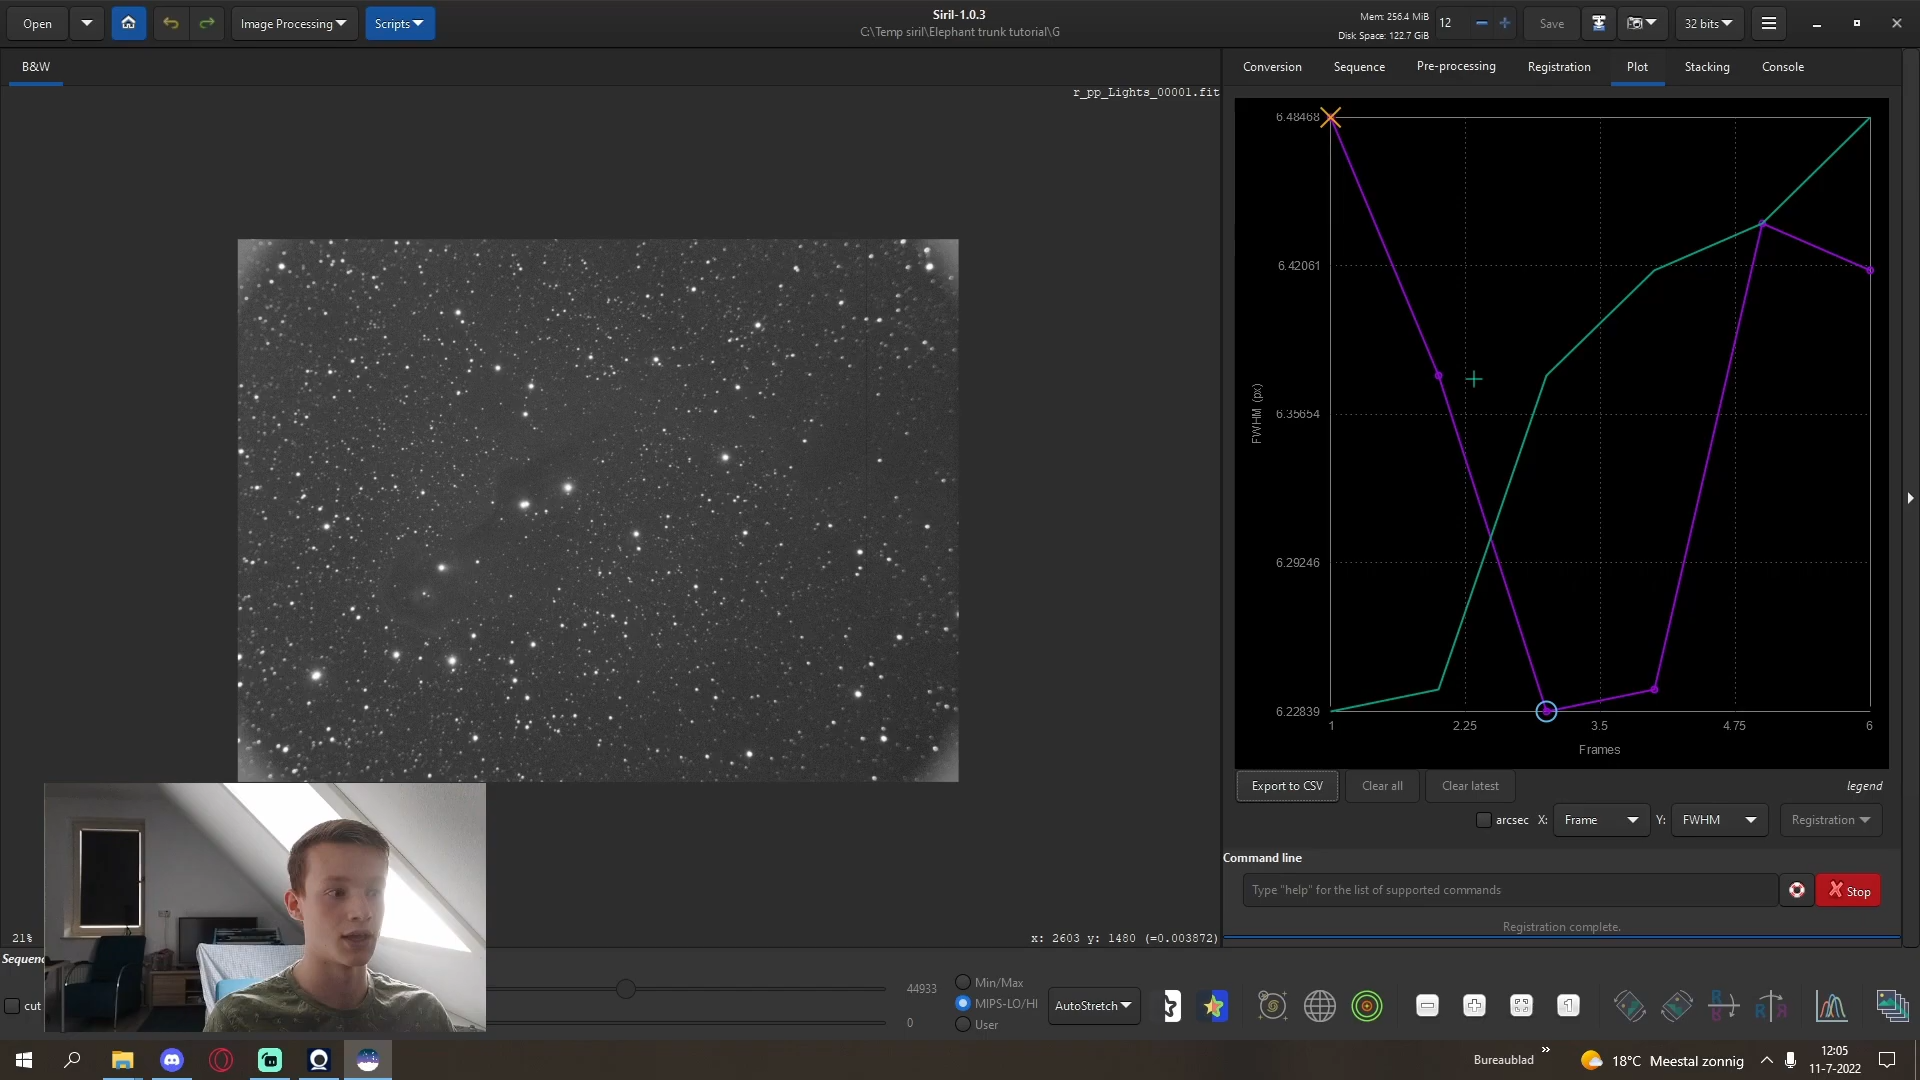 Open
Image Processing
Scripts
Siril-1.0.3
C:\Temp siril\Elephant trunk tutorial\G
Mem: 256.4 MiB
Disk Space: 122.7 GiB
12
Save
32 bits
B&W
r_pp_Lights_00001.fit
Conversion
Sequence
Pre-processing
Registration
Plot
Stacking
Console
6.48468
6.42061
6.35654
6.29246
6.22839
FWHM (px)
1
2.25
3.5
4.75
6
Frames
Export to CSV
Clear all
Clear latest
legend
arcsec
X:
Frame
Y:
FWHM
Registration
Command line
Type "help" for the list of supported commands
Stop
Registration complete.
21%
x: 2603 y: 1480 (=0.003872)
cut
44933
0
Min/Max
MIPS-LO/HI
User
AutoStretch
1
R
R
R
R
Bureaublad
18°C Meestal zonnig
12:05
11-7-2022